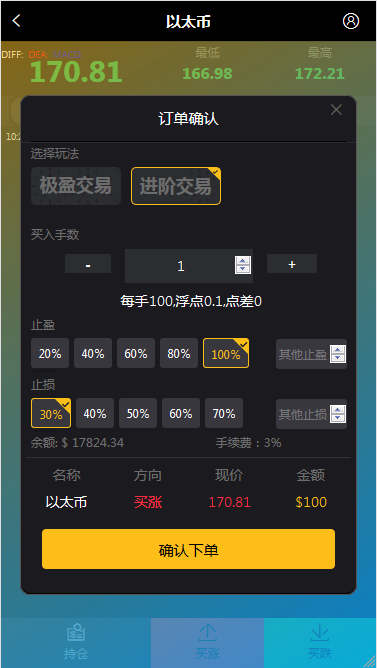 以太币
最低 最高
DIFF: DEA:
170.81 166.98 172.21
订单确认
选择玩法
极盈交易 进阶交易
买入手数
- 1 +
每手100,浮点0.1,点差0
止盈
20% 40% 60% 80% 100% 其他止盈
止损
30% 40% 50% 60% 70% 其他止损
余额: $ 17824.34 手续费：3%
名称 方向 现价 金额
以太币 买涨 170.81 $100
确认下单
持仓 买涨 买跌